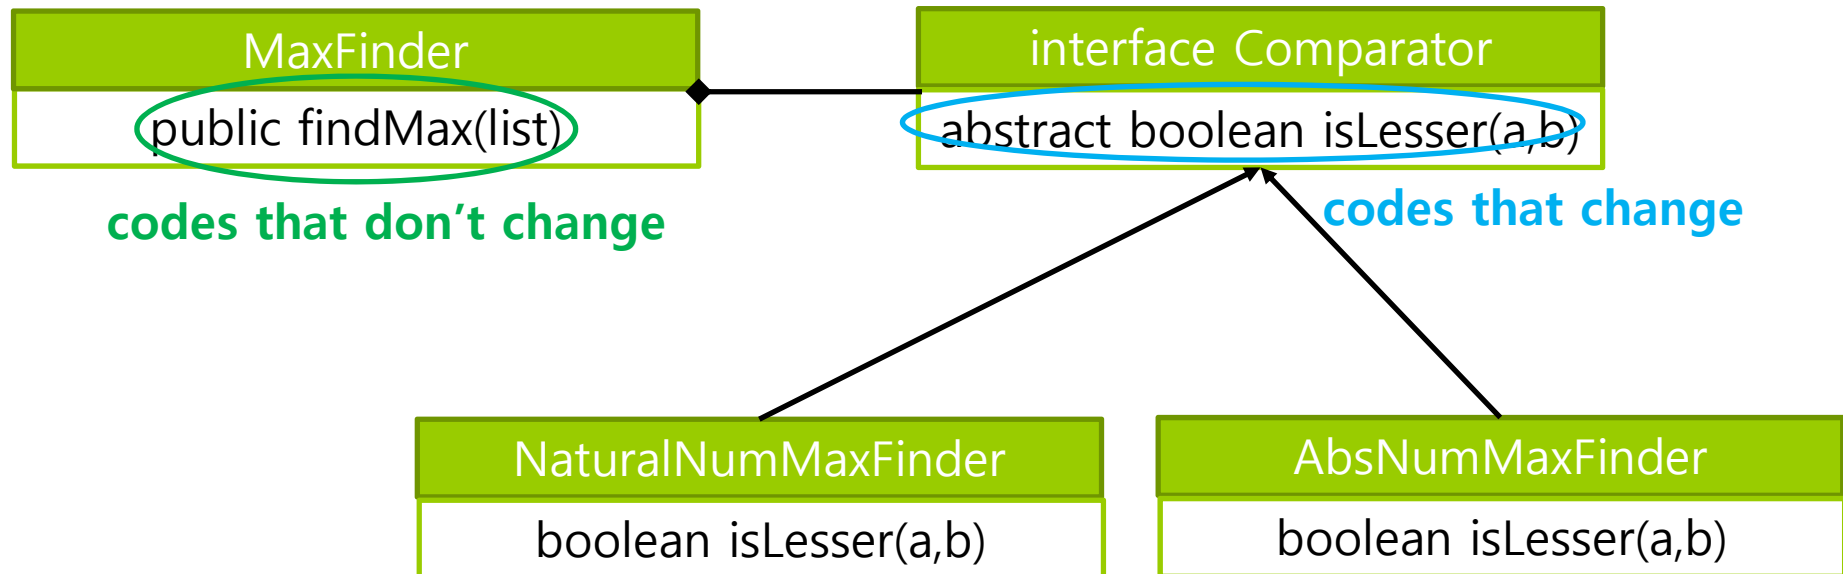 MaxFinder
public findMax(list)
codes that don't change
interface Comparator
abstract boolean isLesser(a,b)
codes that change
NaturalNumMaxFinder
boolean isLesser(a,b)
AbsNumMaxFinder
boolean isLesser(a,b)